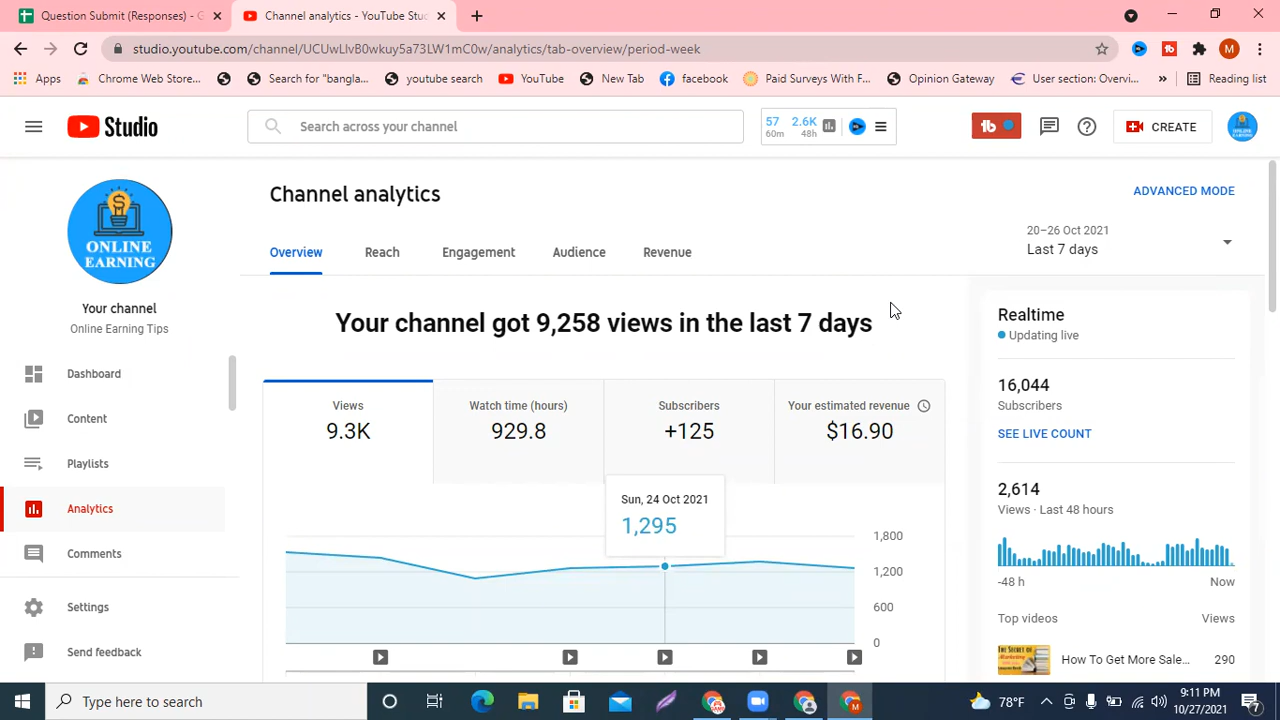 Question Submit (Responses) - G
Channel analytics - YouTube Stu
studio.youtube.com/channel/UCUwLlvB0wkuy5a73LW1mC0w/analytics/tab-overview/period-week
M
Apps
Chrome Web Store...
Search for "bangla...
youtube search
YouTube
New Tab
facebook
Paid Surveys With F...
Opinion Gateway
User section: Overvi...
»
Reading list
Studio
Search across your channel
57 2.6K
60m 48h
tb
CREATE
ONLINE
EARNING
Your channel
Online Earning Tips
Dashboard
Content
Playlists
Analytics
Comments
Settings
Send feedback
Channel analytics
ADVANCED MODE
Overview
Reach
Engagement
Audience
Revenue
20–26 Oct 2021
Last 7 days
Your channel got 9,258 views in the last 7 days
Views
9.3K
Watch time (hours)
929.8
Subscribers
+125
Your estimated revenue
$16.90
Sun, 24 Oct 2021
1,295
1,800
1,200
600
0
Realtime
Updating live
16,044
Subscribers
SEE LIVE COUNT
2,614
Views · Last 48 hours
-48 h
Now
Top videos
Views
How To Get More Sale...
290
Type here to search
78°F
9:11 PM
10/27/2021
7